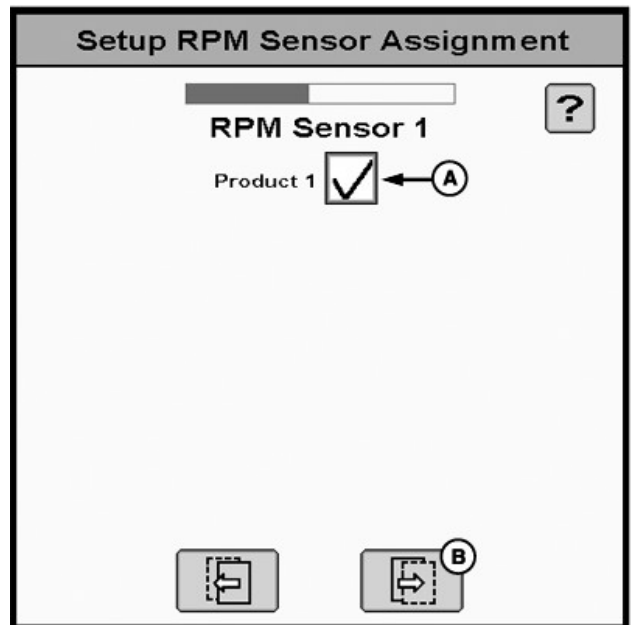 Setup RPM Sensor Assignment
?
RPM Sensor 1
Product 1 A
B